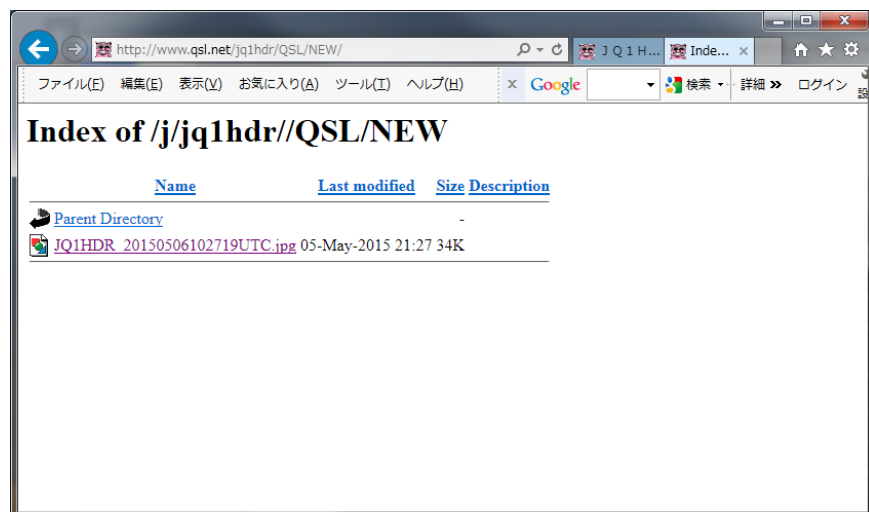 http://www.qsl.net/jq1hdr/QSL/NEW/ J Q 1 H... Inde...
ファイル(F) 編集(E) 表示(V) お気に入り(A) ツール(T) ヘルプ(H) x Google 検索 詳細 » ログイン 設
Index of /j/jq1hdr//QSL/NEW
Name Last modified Size Description
Parent Directory -
JQ1HDR_20150506102719UTC.jpg 05-May-2015 21:27 34K